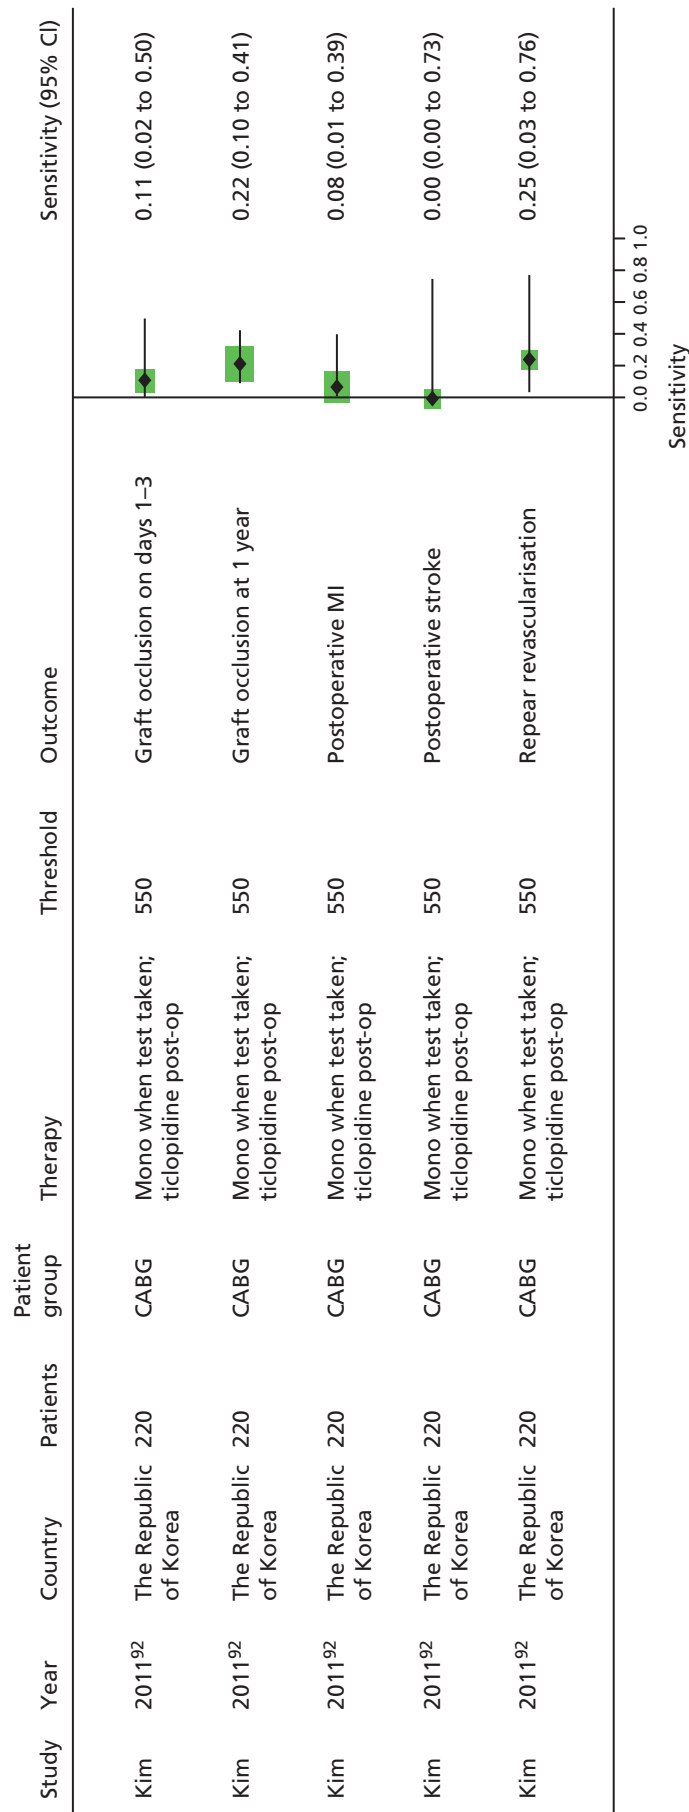 Study Year Country Patients Patient group Therapy Threshold Outcome Sensitivity (95% CI)
Kim 2011⁹² The Republic of Korea 220 CABG Mono when test taken; ticlopidine post-op 550 Graft occlusion on days 1–3 0.11 (0.02 to 0.50)
Kim 2011⁹² The Republic of Korea 220 CABG Mono when test taken; ticlopidine post-op 550 Graft occlusion at 1 year 0.22 (0.10 to 0.41)
Kim 2011⁹² The Republic of Korea 220 CABG Mono when test taken; ticlopidine post-op 550 Postoperative MI 0.08 (0.01 to 0.39)
Kim 2011⁹² The Republic of Korea 220 CABG Mono when test taken; ticlopidine post-op 550 Postoperative stroke 0.00 (0.00 to 0.73)
Kim 2011⁹² The Republic of Korea 220 CABG Mono when test taken; ticlopidine post-op 550 Repear revascularisation 0.25 (0.03 to 0.76)
0.0 0.2 0.4 0.6 0.8 1.0
Sensitivity